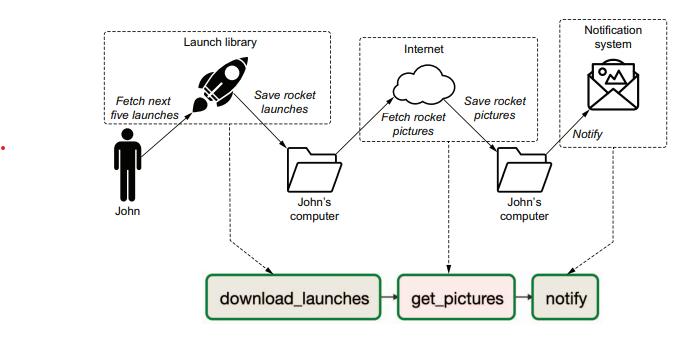 Launch library
Fetch next
five launches
Save rocket
launches
John
John's
computer
Internet
Fetch rocket
pictures
Save rocket
pictures
John's
computer
Notification
system
Notify
download_launches
get_pictures
notify